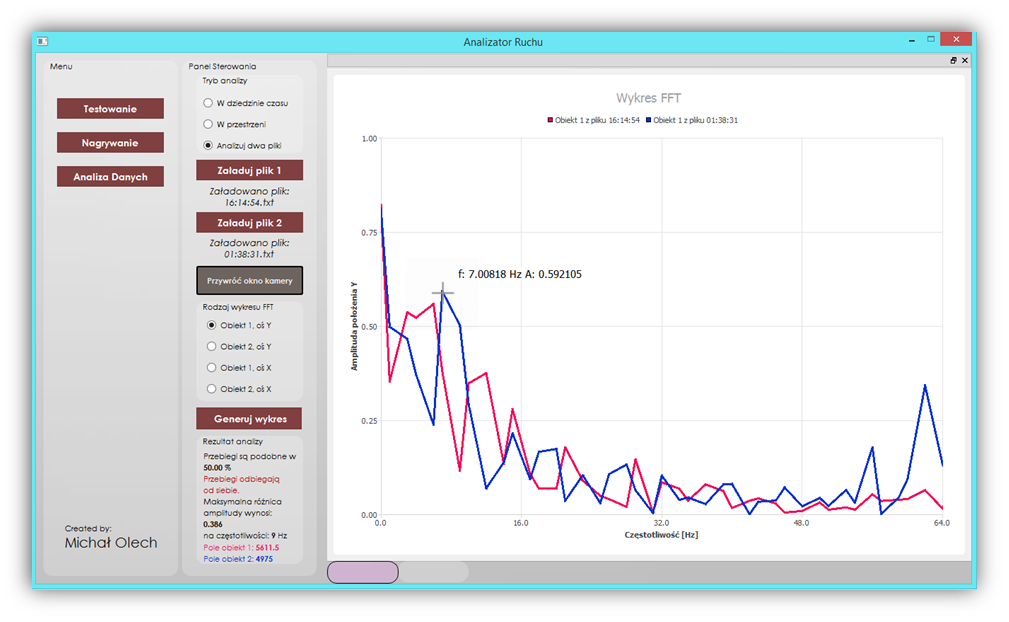 Analizator Ruchu
Menu
Testowanie
Nagrywanie
Analiza Danych
Created by:
Michał Olech
Panel Sterowania
Tryb analizy
W dziedzinie czasu
W przestrzeni
Analizuj dwa pliki
Załaduj plik 1
Załadowano plik:
16:14:54.txt
Załaduj plik 2
Załadowano plik:
01:38:31.txt
Przywróć okno kamery
Rodzaj wykresu FFT
Obiekt 1, oś Y
Obiekt 2, oś Y
Obiekt 1, oś X
Obiekt 2, oś X
Generuj wykres
Rezultat analizy
Przebiegi są podobne w
50.00 %
Przebiegi odbiegają
od siebie.
Maksymalna różnica
amplitudy wynosi:
0.386
na częstotliwości: 9 Hz
Pole obiekt 1: 5611.5
Pole obiekt 2: 4975
Wykres FFT
Obiekt 1 z pliku 16:14:54 Obiekt 1 z pliku 01:38:31
1.00
0.75
0.50
0.25
0.00
Amplituda położenia Y
f: 7.00818 Hz A: 0.592105
0.0 16.0 32.0 48.0 64.0
Częstotliwość [Hz]